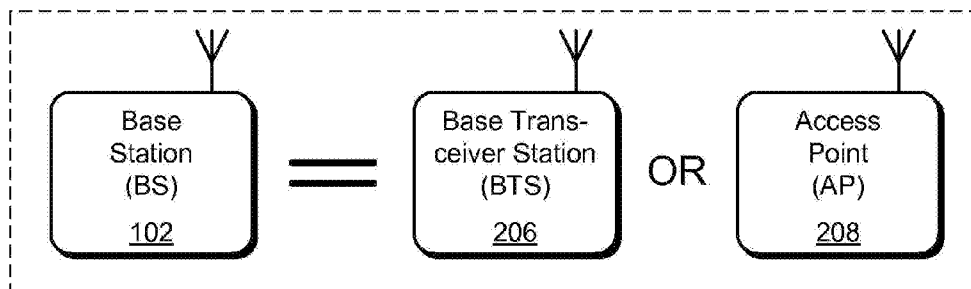 Base
Station
(BS)
102
=
Base Trans-
ceiver Station
(BTS)
206
OR
Access
Point
(AP)
208